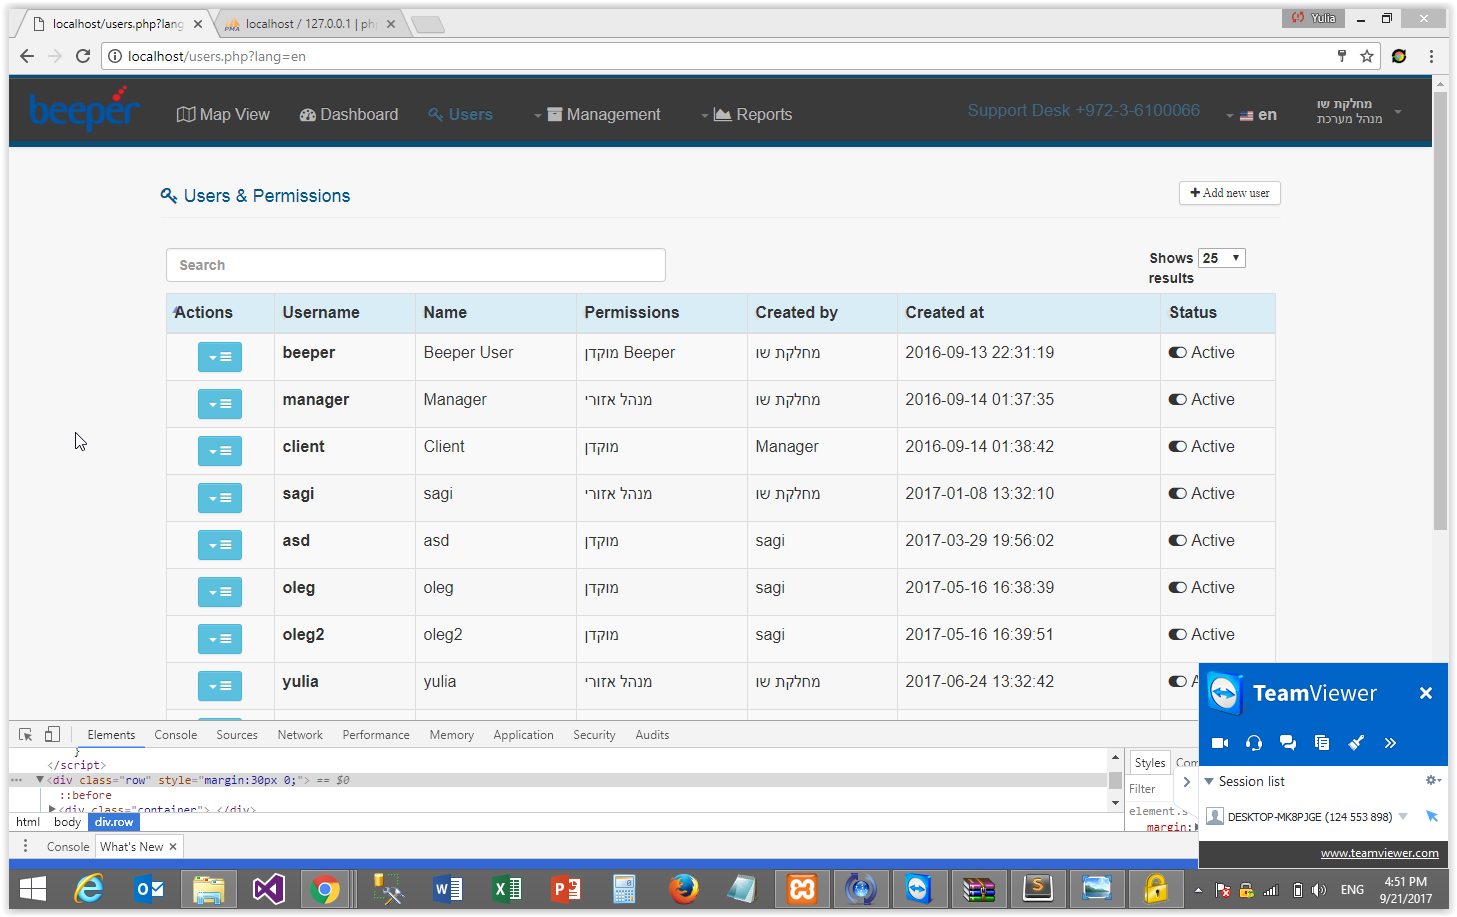 localhost/users.php?lang
localhost / 127.0.0.1 | ph
Yulia
localhost/users.php?lang=en
beeper
Map View
Dashboard
Users
Management
Reports
Support Desk +972-3-6100066
en
מחלקת שו
מנהל מערכת
Users & Permissions
Add new user
Search
Shows 25
results
Actions Username Name Permissions Created by Created at Status
beeper Beeper User מוקדן Beeper מחלקת שו 2016-09-13 22:31:19 Active
manager Manager מנהל אזורי מחלקת שו 2016-09-14 01:37:35 Active
client Client מוקדן Manager 2016-09-14 01:38:42 Active
sagi sagi מנהל אזורי מחלקת שו 2017-01-08 13:32:10 Active
asd asd מוקדן sagi 2017-03-29 19:56:02 Active
oleg oleg מוקדן sagi 2017-05-16 16:38:39 Active
oleg2 oleg2 מוקדן sagi 2017-05-16 16:39:51 Active
yulia yulia מנהל אזורי מחלקת שו 2017-06-24 13:32:42 A
TeamViewer
Session list
DESKTOP-MK8PJGE (124 553 898)
www.teamviewer.com
Elements Console Sources Network Performance Memory Application Security Audits
}
</script>
<div class="row" style="margin:30px 0;"> == $0
::before
<div class="container"> </div>
Styles Com
Filter
element.s
margin:
html body div.row
Console What's New
ENG
4:51 PM
9/21/2017